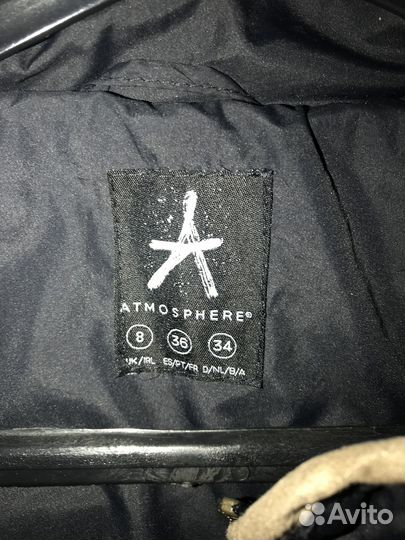 A
ATMOSPHERE®
8 36 34
UK/IRL ES/PT/FR D/NL/B/A
Avito